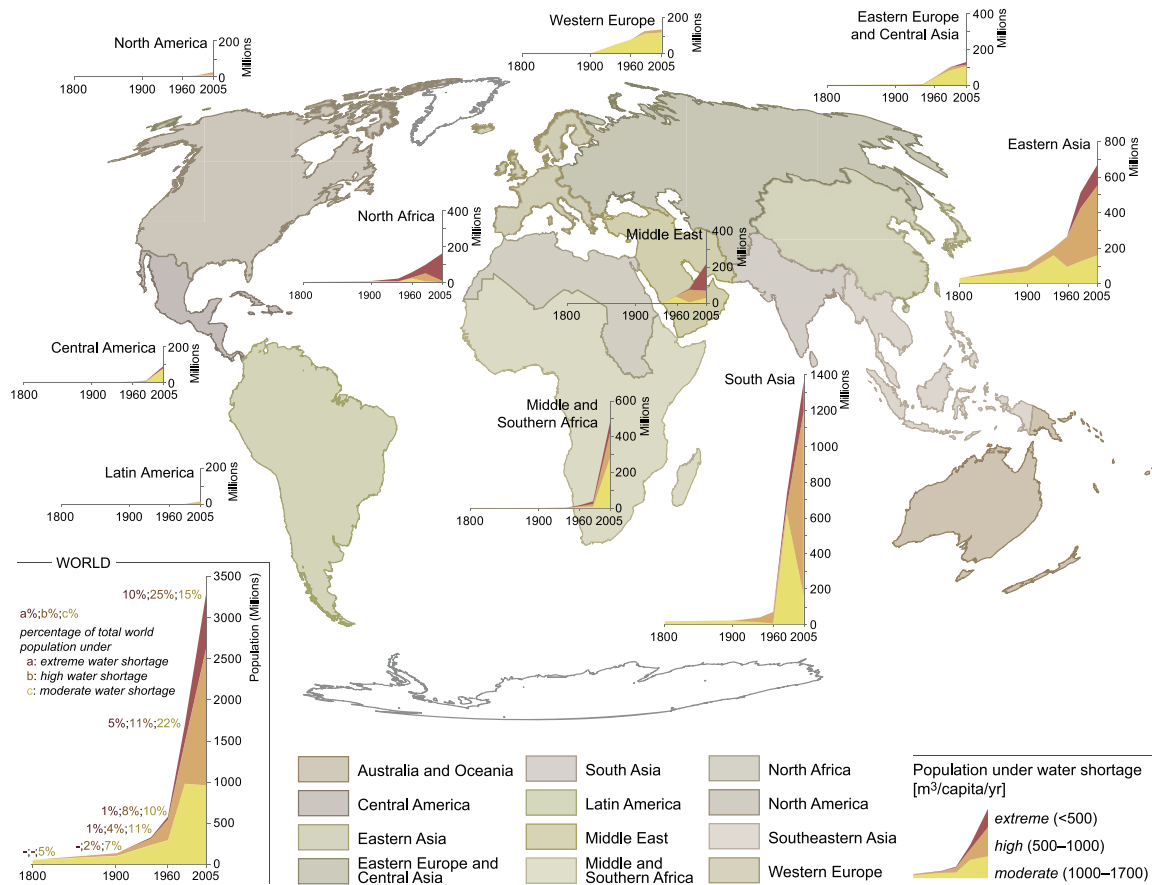 North America
200
0
Millions
1800
1900
1960
2005
Western Europe
200
0
Millions
1800
1900
1960
2005
Eastern Europe
and Central Asia
400
200
0
Millions
1800
1900
1960
2005
Eastern Asia
800
600
400
200
0
Millions
1800
1900
1960
2005
North Africa
400
200
0
Millions
1800
1900
1960
2005
Middle East
400
200
0
Millions
1800
1900
1960 2005
Central America
200
0
Millions
1800
1900
1960
2005
Middle and
Southern Africa
600
400
200
0
Millions
1800
1900
1960
2005
South Asia
1400
1200
1000
800
600
400
200
0
Millions
1800
1900
1960
2005
Latin America
200
0
Millions
1800
1900
1960
2005
WORLD
3500
3000
2500
2000
1500
1000
500
0
Population (Millions)
10%;25%;15%
a%;b%;c%
percentage of total world
population under
a: extreme water shortage
b: high water shortage
c: moderate water shortage
5%;11%;22%
1%;8%;10%
1%;4%;11%
-;2%;7%
-;-;5%
1800
1900
1960
2005
Australia and Oceania
Central America
Eastern Asia
Eastern Europe and
Central Asia
South Asia
Latin America
Middle East
Middle and
Southern Africa
North Africa
North America
Southeastern Asia
Western Europe
Population under water shortage
[m³/capita/yr]
extreme (<500)
high (500–1000)
moderate (1000–1700)